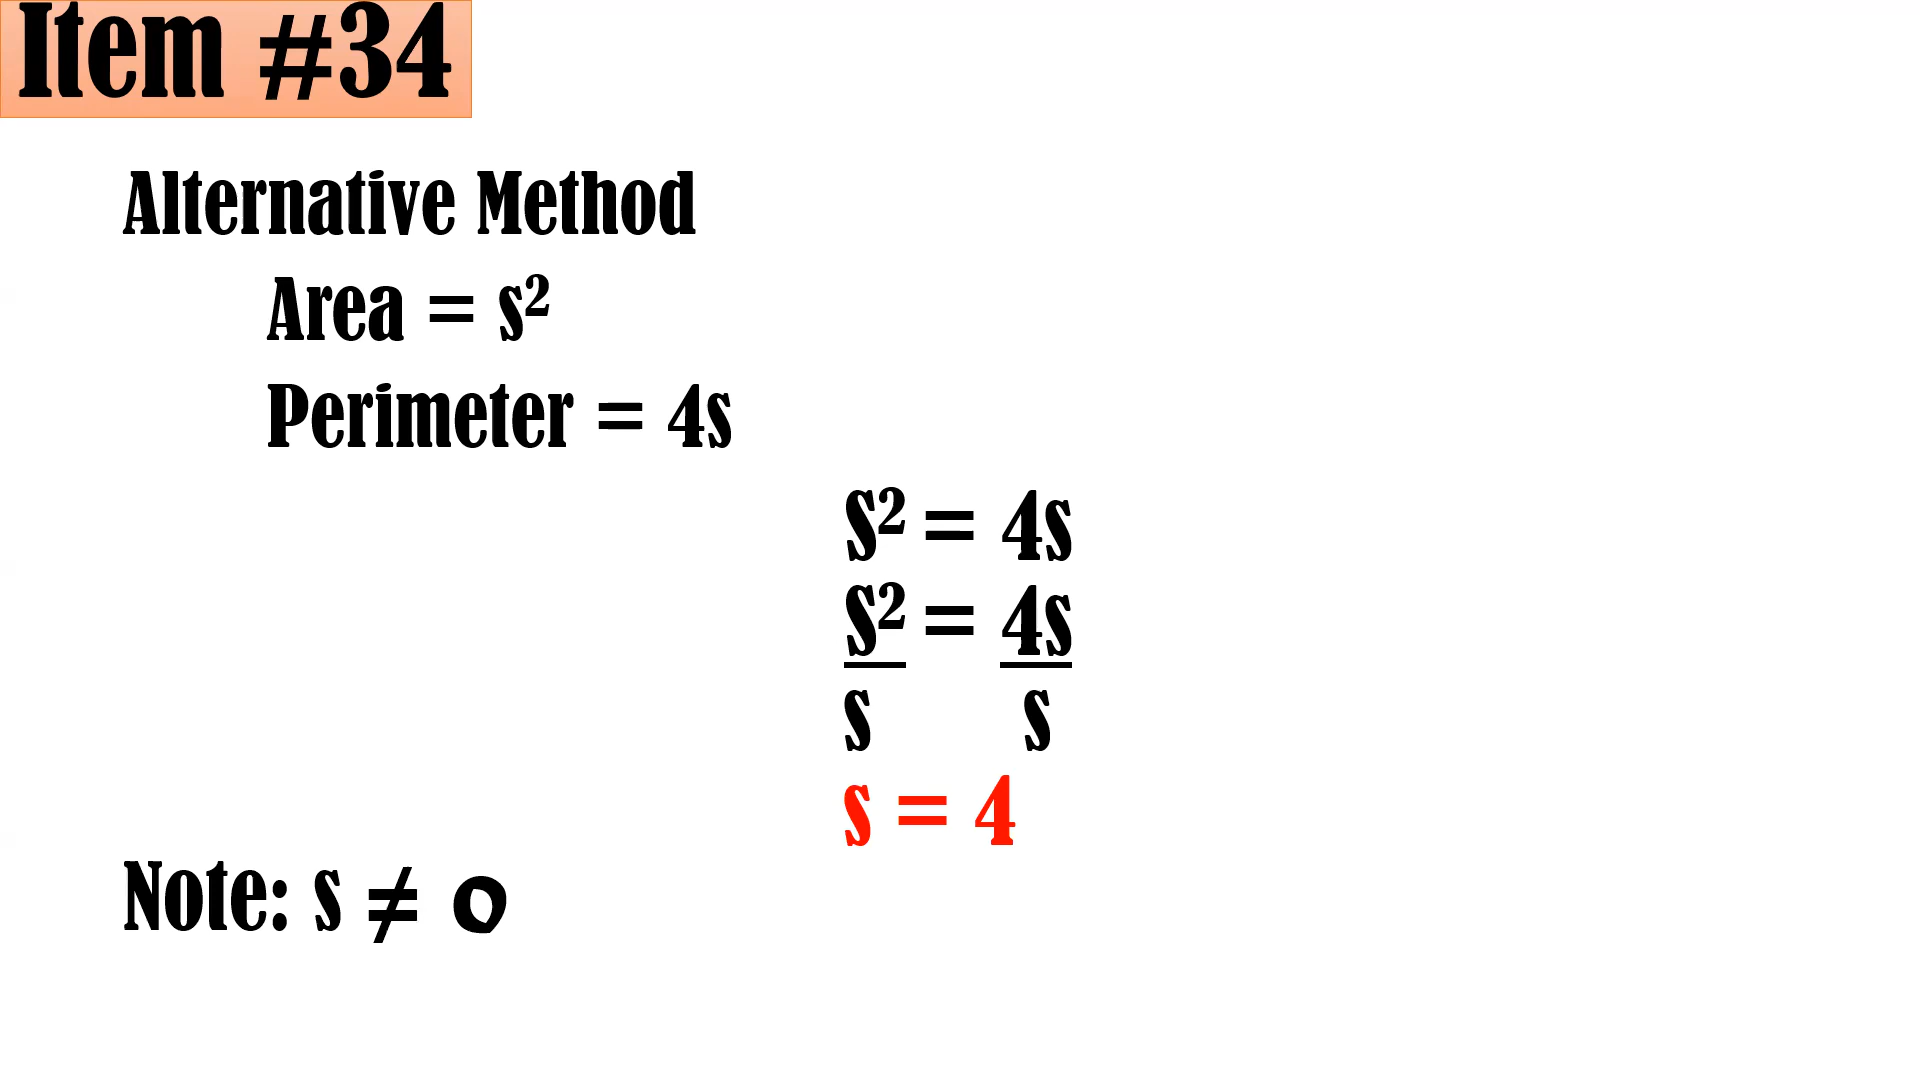 Item #34
Alternative Method
Area = s²
Perimeter = 4s
S² = 4s
S² = 4s
s s
s = 4
Note: s ≠ 0